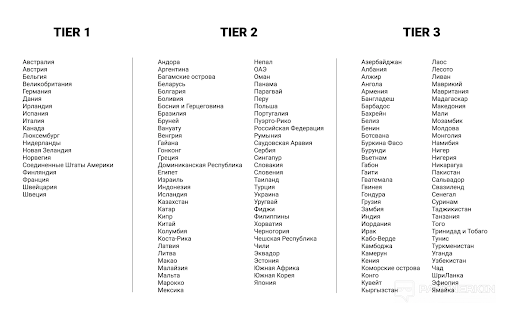 TIER 1
Австралия
Австрия
Бельгия
Великобритания
Германия
Дания
Ирландия
Испания
Италия
Канада
Люксембург
Нидерланды
Новая Зеландия
Норвегия
Соединенные Штаты Америки
Финляндия
Франция
Швейцария
Швеция
TIER 2
Андора
Аргентина
Багамские острова
Беларусь
Болгария
Боливия
Босния и Герцеговина
Бразилия
Бруней
Вануату
Венгрия
Гайана
Гонконг
Греция
Доминиканская Республика
Египет
Израиль
Индонезия
Исландия
Казахстан
Катар
Кипр
Китай
Колумбия
Коста-Рика
Латвия
Литва
Макао
Малайзия
Мальта
Марокко
Мексика
Непал
ОАЭ
Оман
Панама
Парагвай
Перу
Польша
Португалия
Пуэрто-Рико
Российская Федерация
Румыния
Саудовская Аравия
Сербия
Сингапур
Словакия
Словения
Таиланд
Турция
Украина
Уругвай
Фиджи
Филиппины
Хорватия
Черногория
Чешская Республика
Чили
Эквадор
Эстония
Южная Африка
Южная Корея
Япония
TIER 3
Азербайджан
Албания
Алжир
Ангола
Армения
Бангладеш
Барбадос
Бахрейн
Белиз
Бенин
Ботсвана
Буркина Фасо
Бурунди
Вьетнам
Габон
Гаити
Гватемала
Гвинея
Гондура
Грузия
Замбия
Индия
Иордания
Ирак
Кабо-Верде
Камбоджа
Камерун
Кения
Коморские острова
Конго
Кувейт
Кыргызстан
Лаос
Лесото
Ливан
Маврикий
Мавритания
Мадагаскар
Македония
Мали
Мозамбик
Молдова
Монголия
Намибия
Нигер
Нигерия
Никарагуа
Пакистан
Сальвадор
Свазиленд
Сенегал
Суринам
Таджикистан
Танзания
Того
Тринидад и Тобаго
Тунис
Туркменистан
Уганда
Узбекистан
Чад
ШриЛанка
Эфиопия
Ямайка